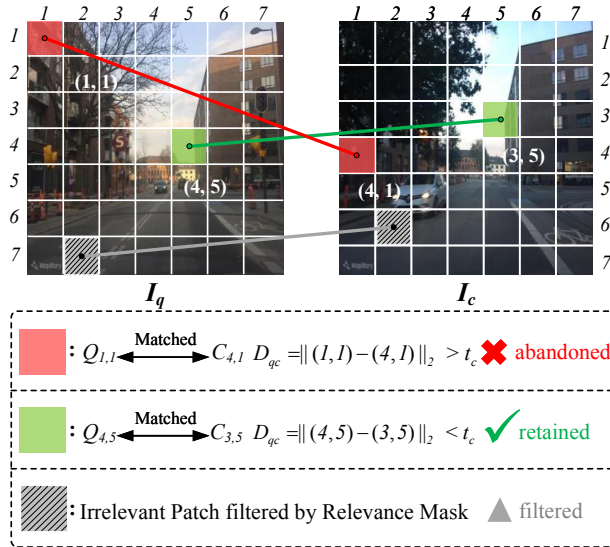 1 2 3 4 5 6 7
1 2 3 4 5 6 7
1
2
3
4
5
6
7
1
2
3
4
5
6
7
(1, 1)
(4, 5)
(3, 5)
(4, 1)
Mapillary
Mapillary
I_q
I_c
: Q_{1,1} Matched C_{4,1} D_{qc} =|| (1,1)−(4,1) ||_2 > t_c ✖ abandoned
: Q_{4,5} Matched C_{3,5} D_{qc} =|| (4,5)−(3,5) ||_2 < t_c ✓ retained
: Irrelevant Patch filtered by Relevance Mask ▲ filtered